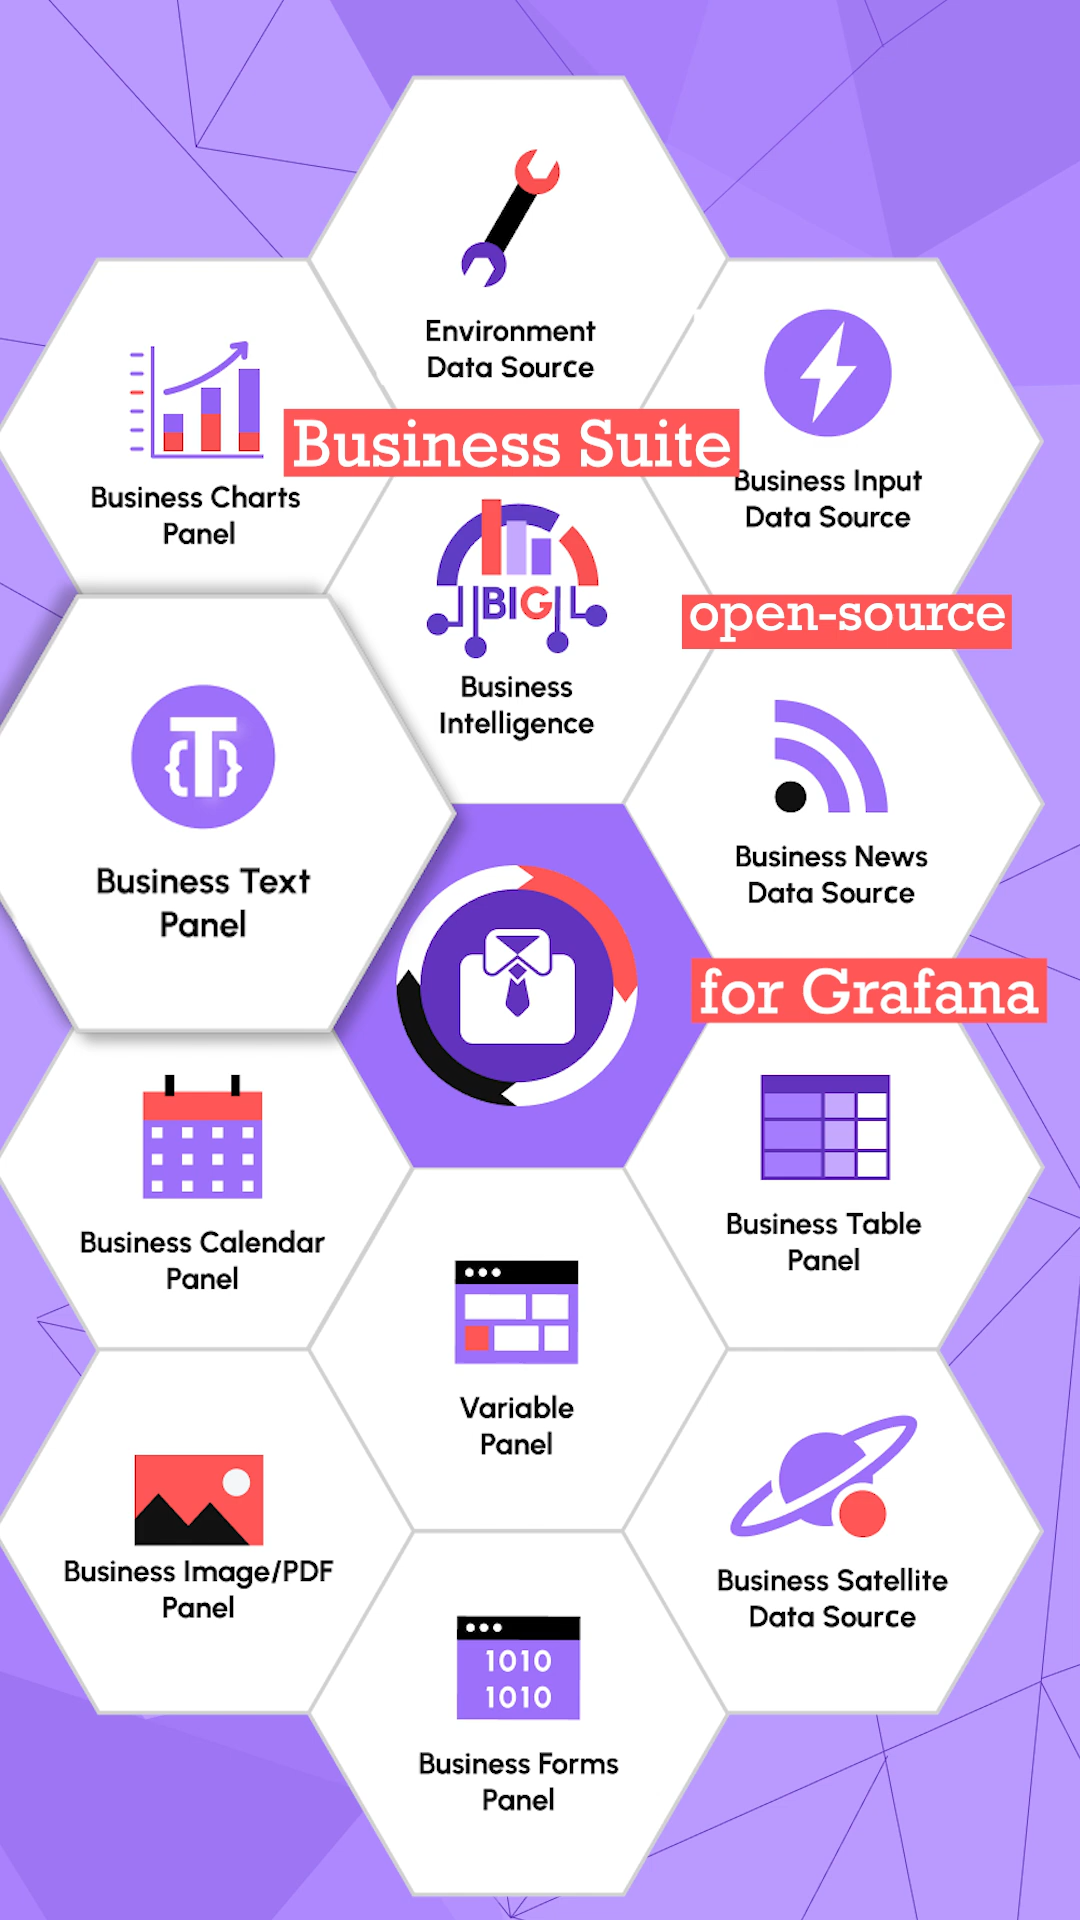 Environment
Data Source
Business Suite
Business Charts
Panel
Business Input
Data Source
BIG
Business
Intelligence
open-source
{T}
Business Text
Panel
Business News
Data Source
for Grafana
Business Calendar
Panel
Business Table
Panel
Variable
Panel
Business Image/PDF
Panel
Business Satellite
Data Source
1010
1010
Business Forms
Panel